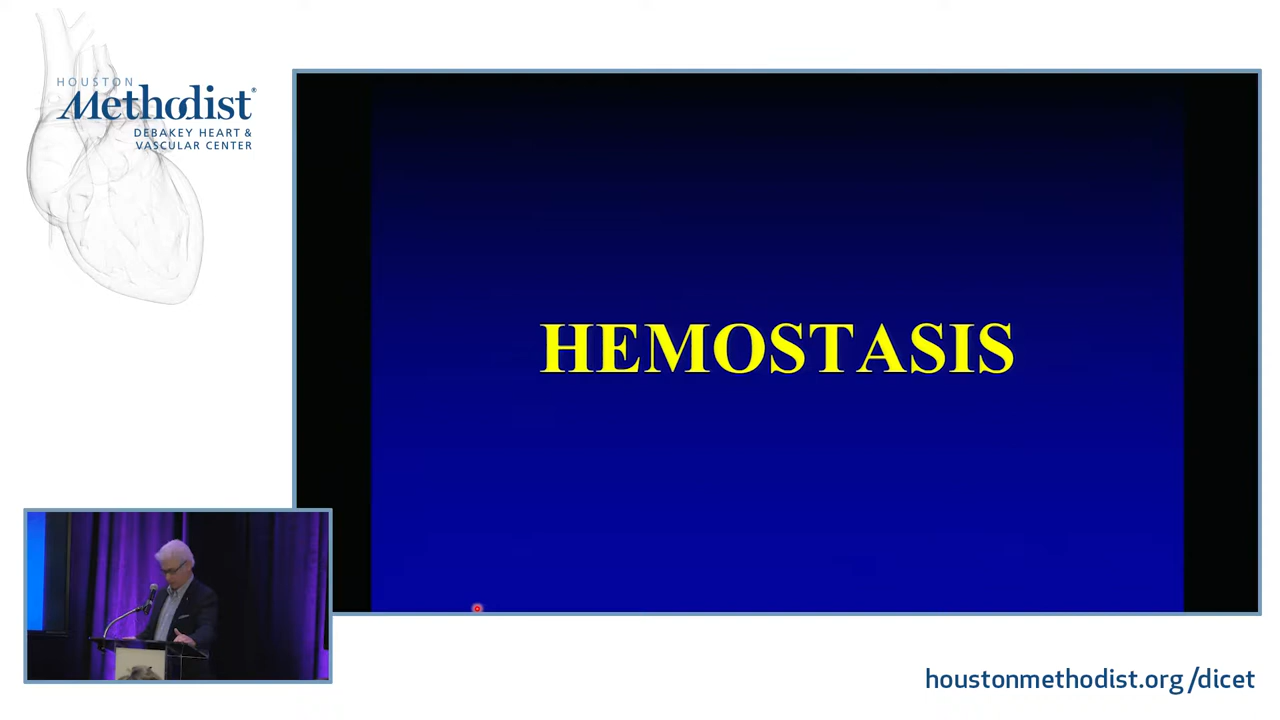 HOUSTON
Methodist®
DEBAKEY HEART &
VASCULAR CENTER
HEMOSTASIS
houstonmethodist.org/dicet